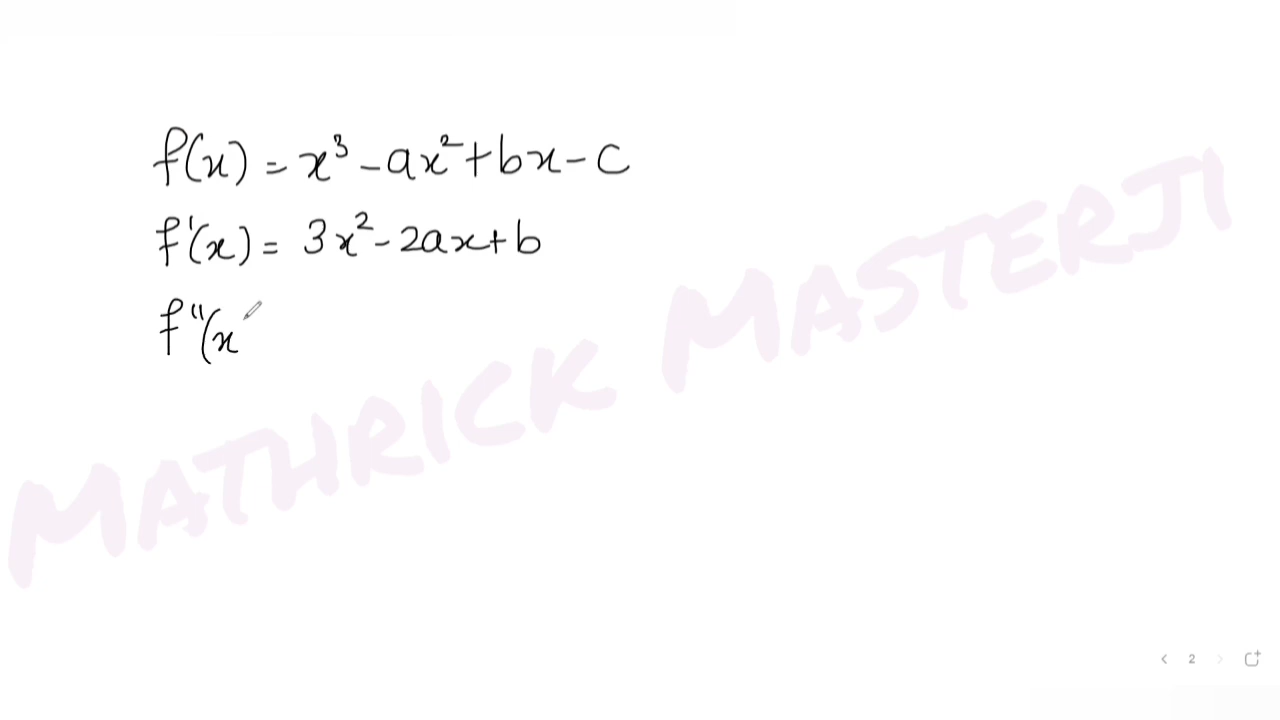 f(x) = x³ - ax² + bx - c
f'(x) = 3x² - 2ax + b
f"(x
MATHRICK MASTERJI
< 2 >